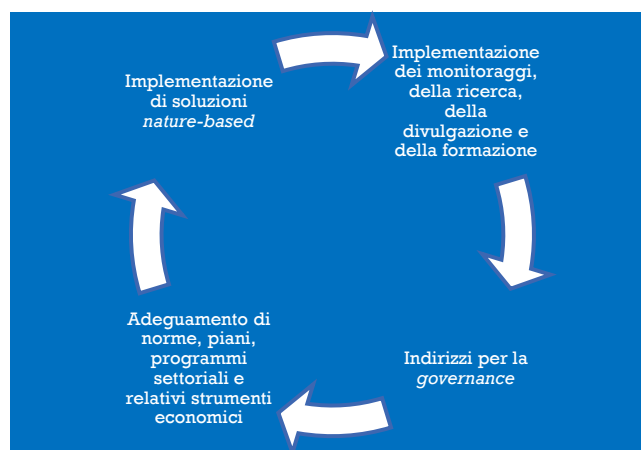 Implementazione
di soluzioni
nature-based
Implementazione
dei monitoraggi,
della ricerca,
della
divulgazione e
della formazione
Adeguamento di
norme, piani,
programmi
settoriali e
relativi strumenti
economici
Indirizzi per la
governance